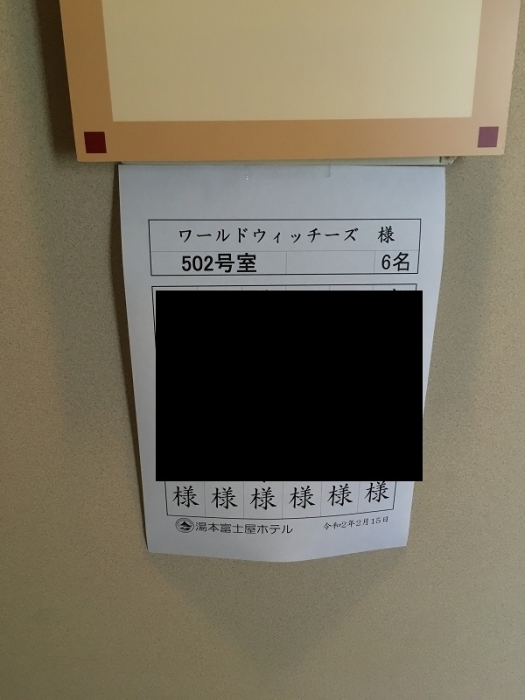 ワールドウィッチーズ 様
502号室 6名
様 様 様 様 様 様
湯本富士屋ホテル 令和2年2月15日